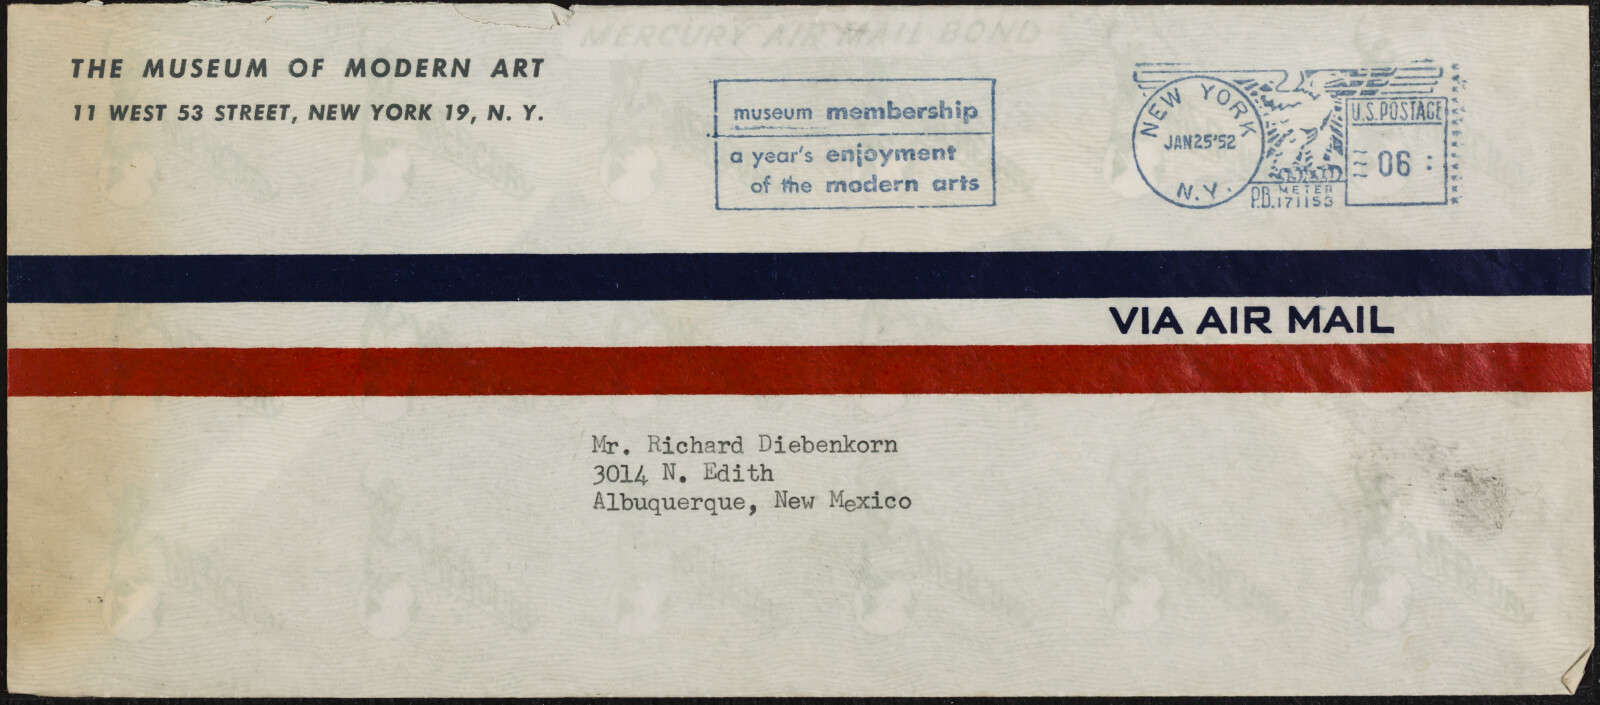 MERCURY AIR MAIL BOND
THE MUSEUM OF MODERN ART
11 WEST 53 STREET, NEW YORK 19, N. Y.
museum membership
a year's enjoyment
of the modern arts
NEW YORK
JAN 25 '52
N.Y.
U.S. POSTAGE
06
P.B. METER
171153
VIA AIR MAIL
Mr. Richard Diebenkorn
3014 N. Edith
Albuquerque, New Mexico